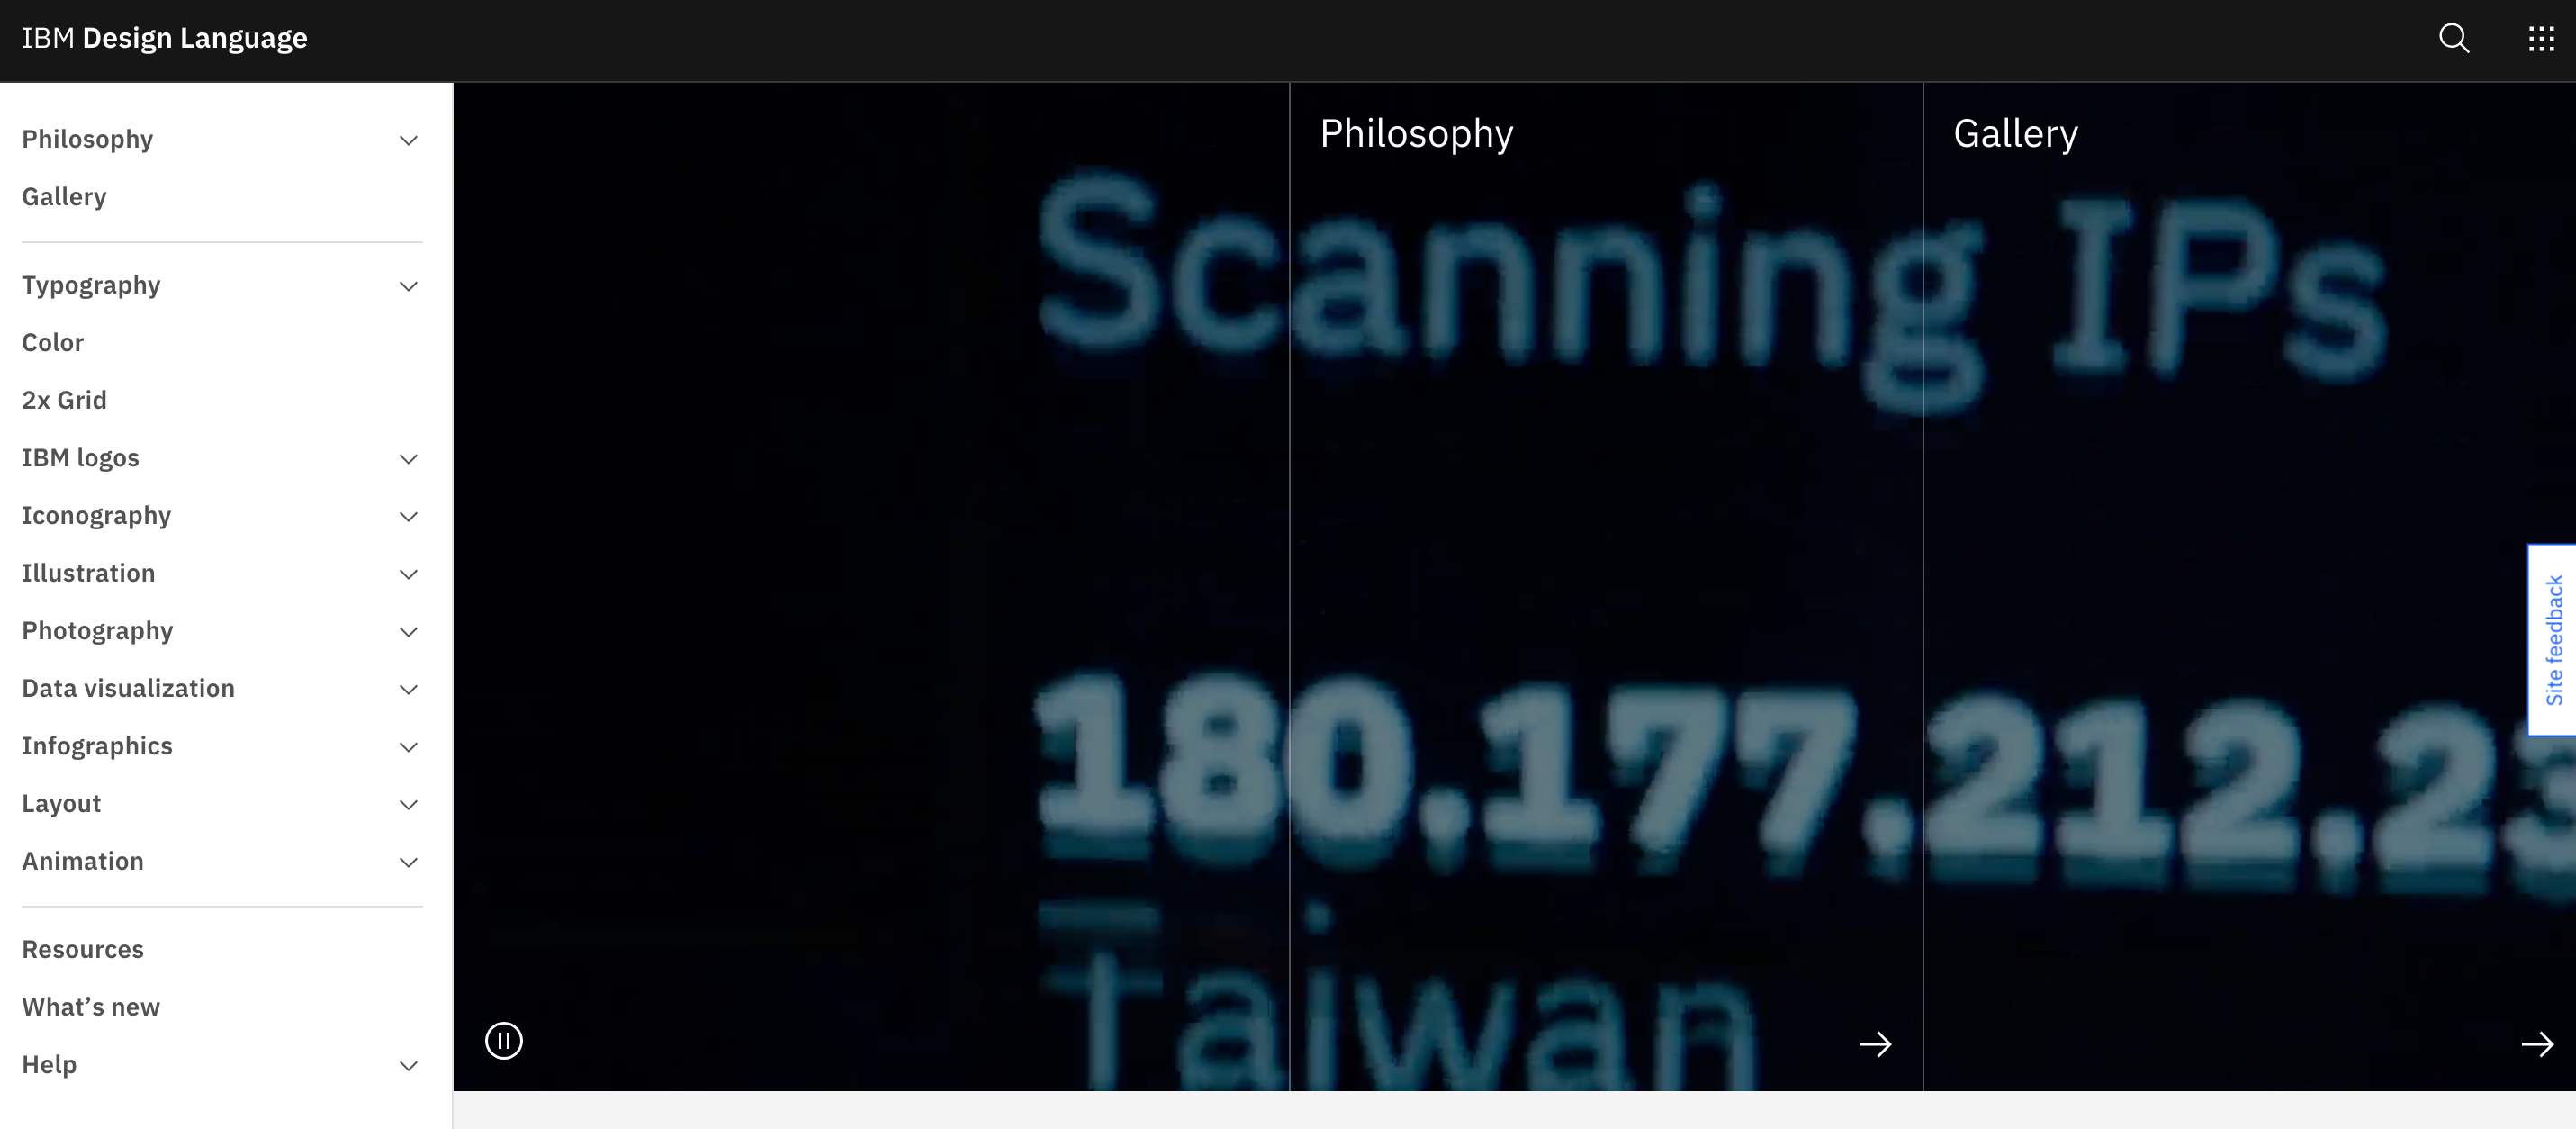 IBM Design Language
Philosophy
Gallery
Typography
Color
2x Grid
IBM logos
Iconography
Illustration
Photography
Data visualization
Infographics
Layout
Animation
Resources
What’s new
Help
Philosophy
Gallery
Scanning IPs
180.177.212.23
Taiwan
Site feedback